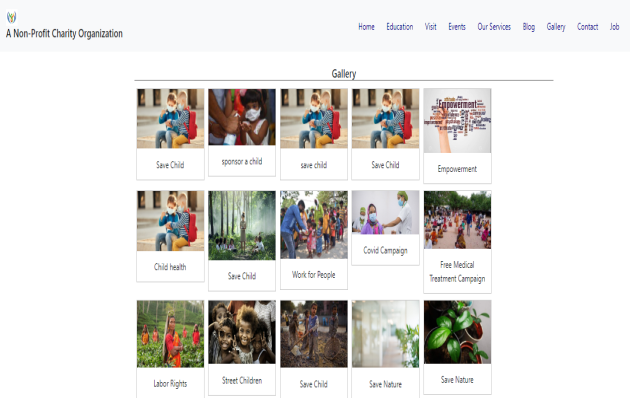 A Non-Profit Charity Organization
Home Education Visit Events Our Services Blog Gallery Contact Job
Gallery
Save Child
sponsor a child
save child
Save Child
Empowerment
Empowerment
Child health
Save Child
Work for People
Covid Campaign
Free Medical
Treatment Campaign
Labor Rights
Street Children
Save Child
Save Nature
Save Nature